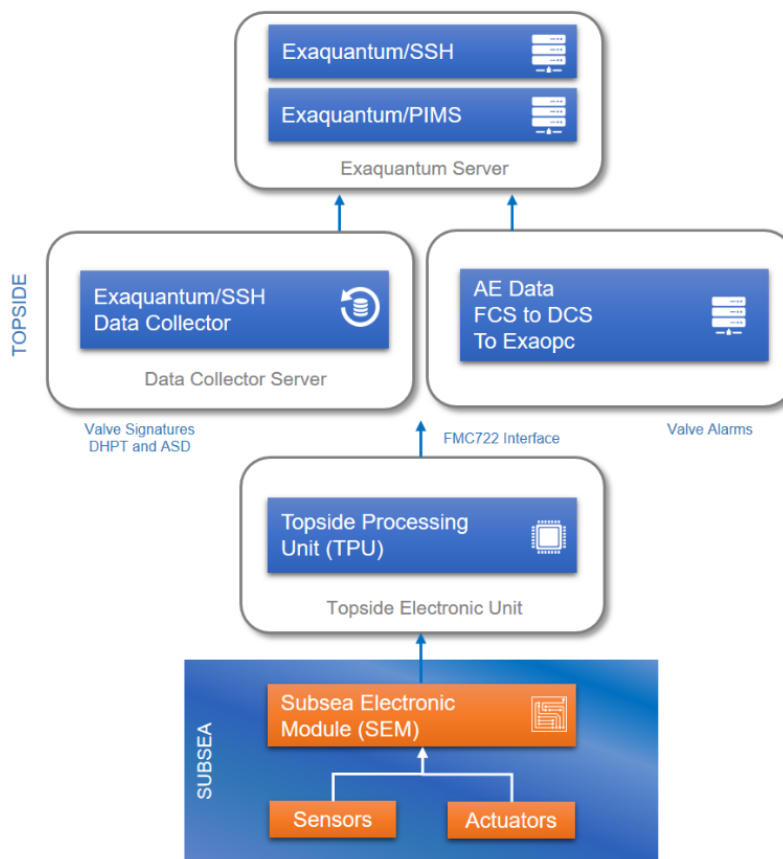 Exaquantum/SSH
Exaquantum/PIMS
Exaquantum Server
TOPSIDE
Exaquantum/SSH
Data Collector
Data Collector Server
AE Data
FCS to DCS
To Exaopc
Valve Signatures
DHPT and ASD
FMC722 Interface
Valve Alarms
Topside Processing
Unit (TPU)
Topside Electronic Unit
SUBSEA
Subsea Electronic
Module (SEM)
Sensors
Actuators